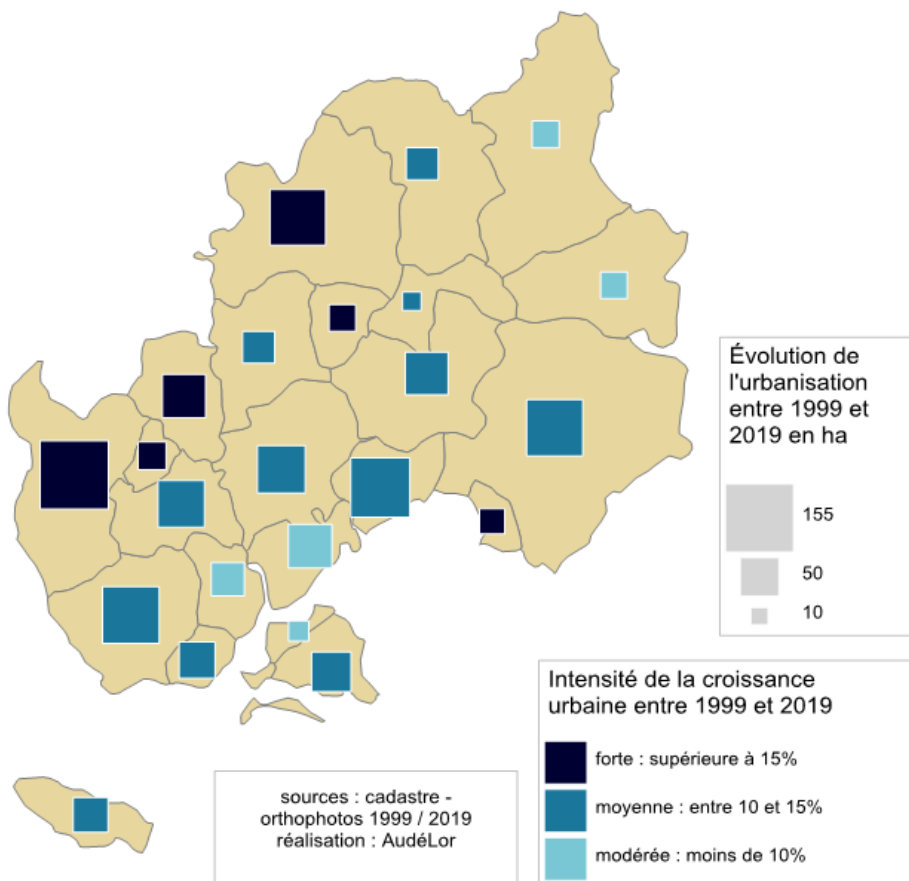 Évolution de
l'urbanisation
entre 1999 et
2019 en ha
155
50
10
Intensité de la croissance
urbaine entre 1999 et 2019
forte : supérieure à 15%
moyenne : entre 10 et 15%
modérée : moins de 10%
sources : cadastre -
orthophotos 1999 / 2019
réalisation : AudéLor